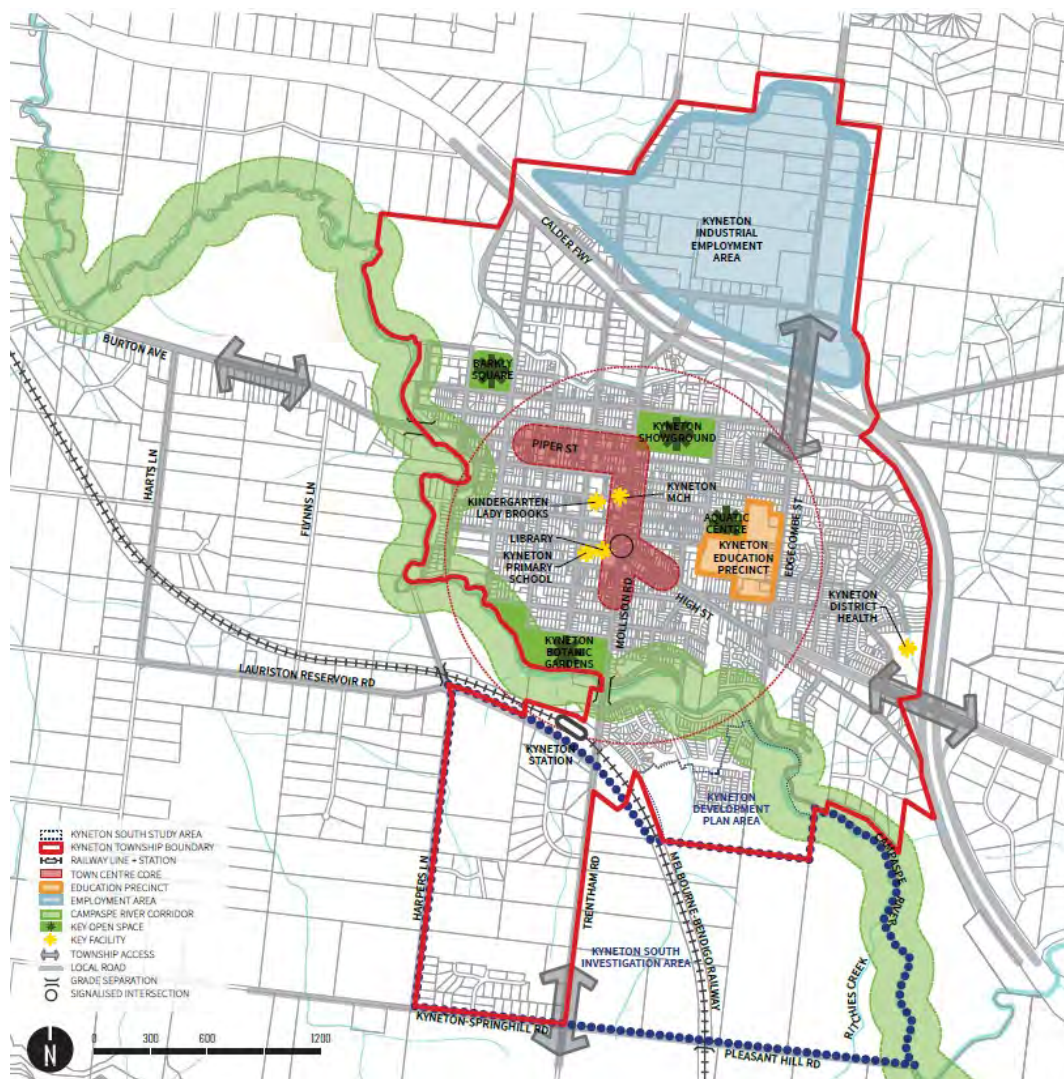 KYNETON
INDUSTRIAL
EMPLOYMENT
AREA
CALDER FWY
BURTON AVE
BARKLY
SQUARE
KYNETON
SHOWGROUND
PIPER ST
HARTS LN
FLYNNS LN
KINDERGARTEN
LADY BROOKS
KYNETON
MCH
LIBRARY
KYNETON
PRIMARY
SCHOOL
AQUATIC
CENTRE
KYNETON
EDUCATION
PRECINCT
EDGECOMBE ST
MOLLISON RD
HIGH ST
KYNETON
DISTRICT
HEALTH
KYNETON
BOTANIC
GARDENS
LAURISTON RESERVOIR RD
KYNETON
STATION
KYNETON
DEVELOPMENT
PLAN AREA
CAMPASPE
RIVER
HARPERS LN
TRENTHAM RD
MELBOURNE-BENDIGO RAILWAY
KYNETON SOUTH
INVESTIGATION AREA
RITCHIES CREEK
KYNETON-SPRINGHILL RD
PLEASANT HILL RD
KYNETON SOUTH STUDY AREA
KYNETON TOWNSHIP BOUNDARY
RAILWAY LINE + STATION
TOWN CENTRE CORE
EDUCATION PRECINCT
EMPLOYMENT AREA
CAMPASPE RIVER CORRIDOR
KEY OPEN SPACE
KEY FACILITY
TOWNSHIP ACCESS
LOCAL ROAD
GRADE SEPARATION
SIGNALISED INTERSECTION
N
0 300 600 1200